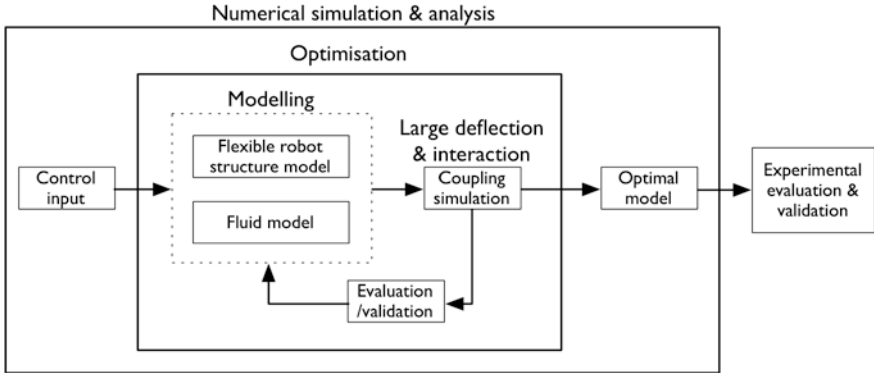 Numerical simulation & analysis
Optimisation
Modelling
Flexible robot
structure model
Fluid model
Large deflection
& interaction
Coupling
simulation
Control
input
Optimal
model
Experimental
evaluation &
validation
Evaluation
/validation